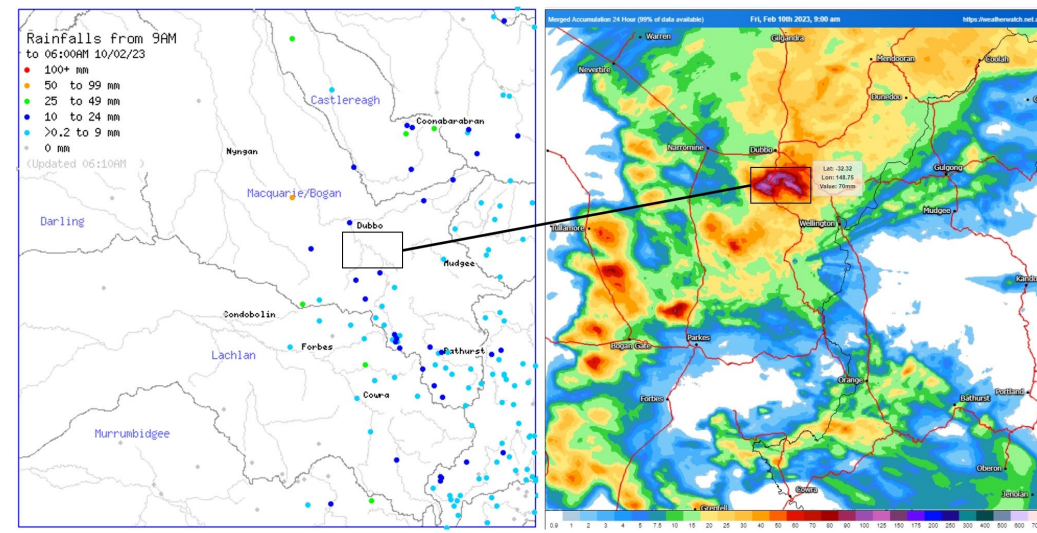 Rainfalls from 9AM
to 06:00AM 10/02/23
100+ mm
50 to 99 mm
25 to 49 mm
10 to 24 mm
>0.2 to 9 mm
0 mm
(Updated 06:10AM )
Castlereagh
Coonabarabran
Nyngan
Macquarie/Bogan
Darling
Dubbo
Mudgee
Condobolin
Forbes
Bathurst
Lachlan
Cowra
Murrumbidgee
Merged Accumulation 24 Hour (99% of data available)
Fri, Feb 10th 2023, 9:00 am
https://weatherwatch.net.a
Warren
Gilgandra
Mendooran
Coolah
Nevertire
Dunedoo
Narromine
Dubbo
Gulgong
Lat: -32.32
Lon: 148.75
Value: 70mm
Mudgee
Tullamore
Wellington
Kando
Bogan Gate
Parkes
Orange
Forbes
Bathurst
Portland
Oberon
Cowra
Jenolan
Grenfell
0.9 1 2 3 4 5 7.5 10 15 20 25 30 40 50 60 70 80 90 100 125 150 175 200 250 300 400 500 600 70